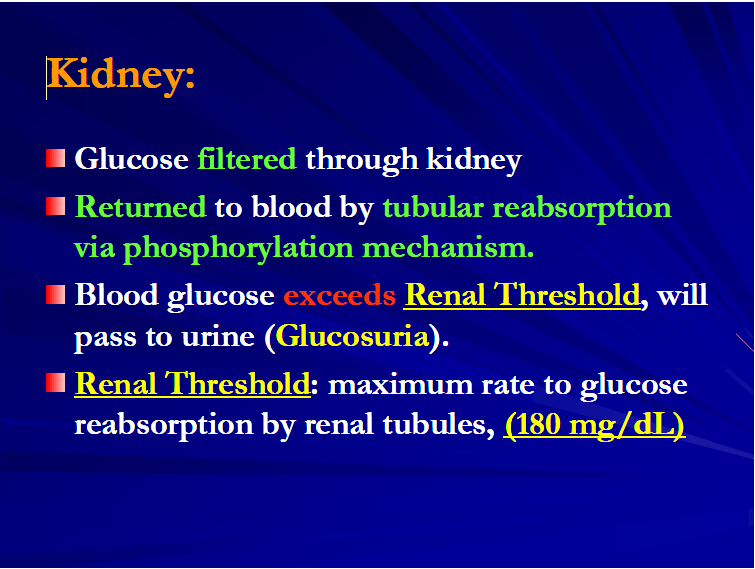 Kidney:
Glucose filtered through kidney
Returned to blood by tubular reabsorption
via phosphorylation mechanism.
Blood glucose exceeds Renal Threshold, will
pass to urine (Glucosuria).
Renal Threshold: maximum rate to glucose
reabsorption by renal tubules, (180 mg/dL)